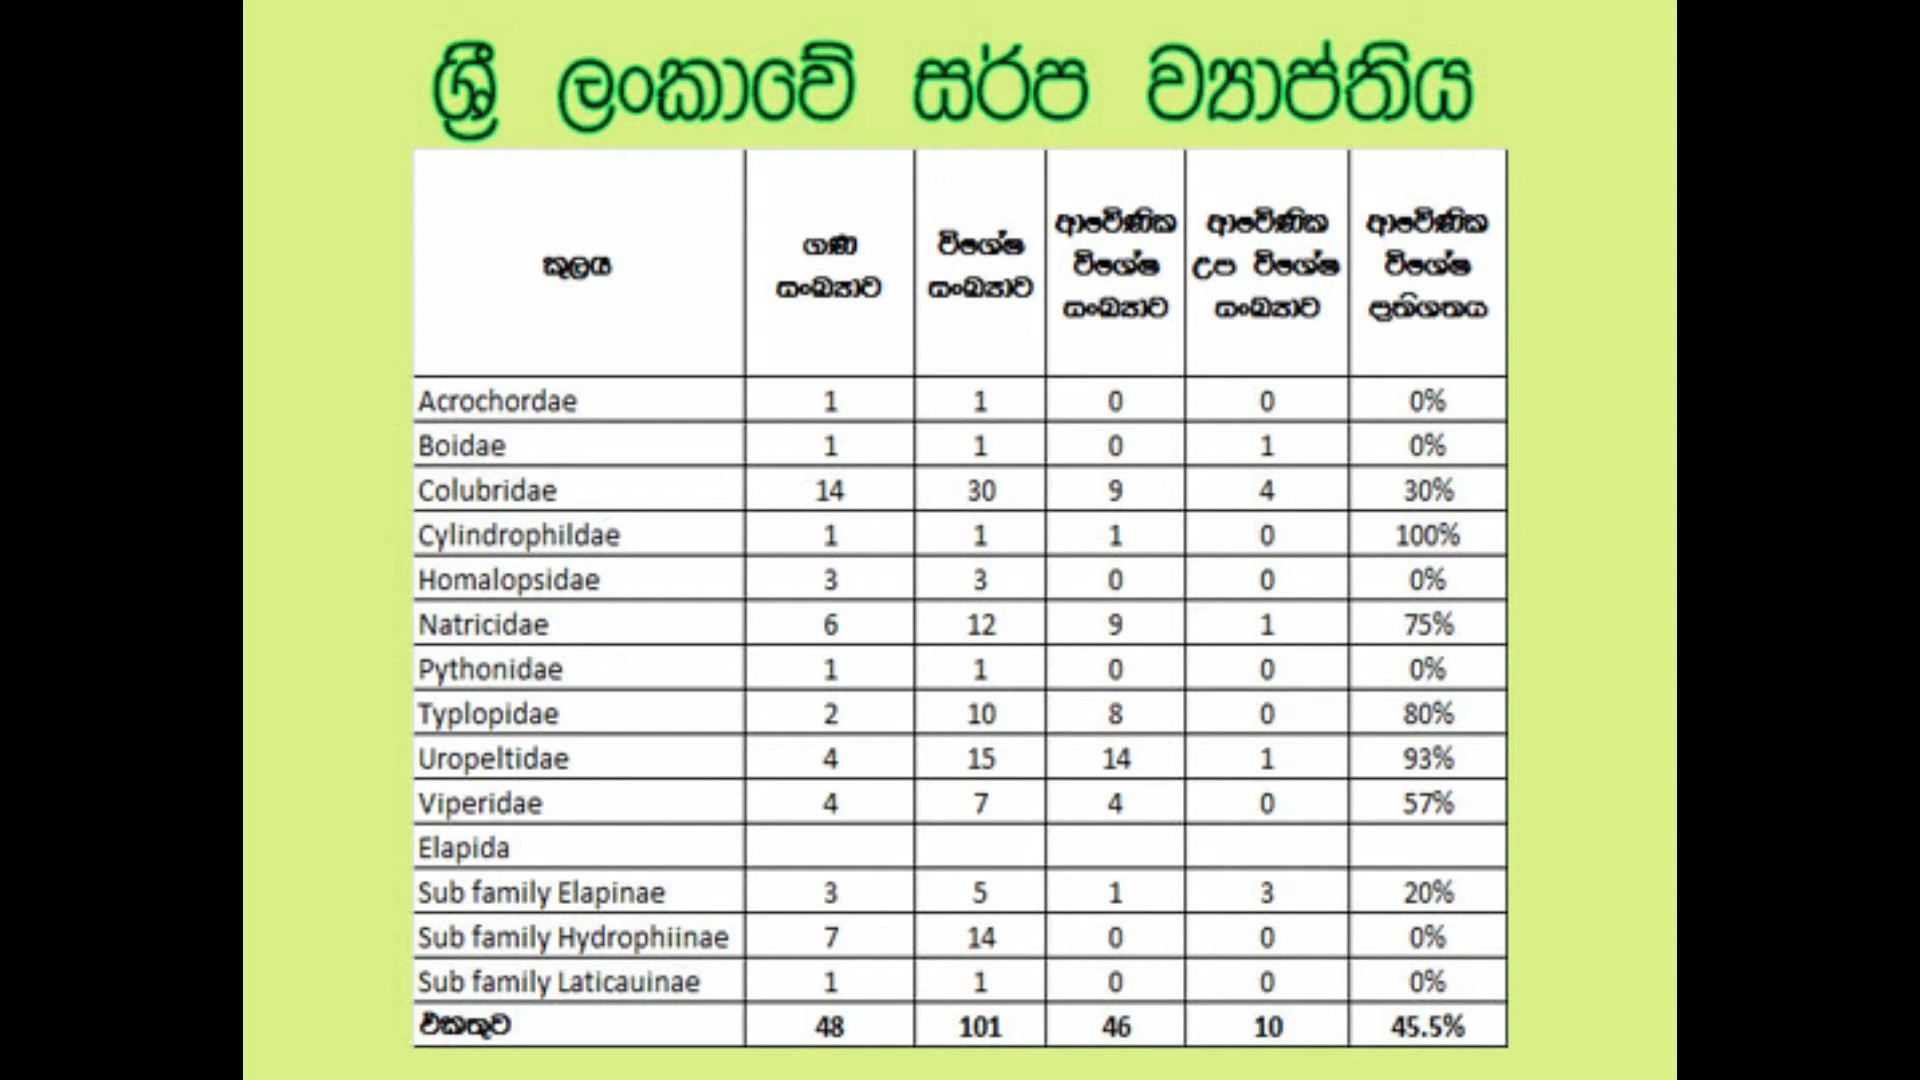 ශ්‍රී ලංකාවේ සර්ප ව්‍යාප්තිය
කුලය ගණ සංඛ්‍යාව විශේෂ සංඛ්‍යාව ආවේණික විශේෂ සංඛ්‍යාව ආවේණික උප විශේෂ සංඛ්‍යාව ආවේණික විශේෂ ප්‍රතිශතය
Acrochordae 1 1 0 0 0%
Boidae 1 1 0 1 0%
Colubridae 14 30 9 4 30%
Cylindrophildae 1 1 1 0 100%
Homalopsidae 3 3 0 0 0%
Natricidae 6 12 9 1 75%
Pythonidae 1 1 0 0 0%
Typlopidae 2 10 8 0 80%
Uropeltidae 4 15 14 1 93%
Viperidae 4 7 4 0 57%
Elapida
Sub family Elapinae 3 5 1 3 20%
Sub family Hydrophiinae 7 14 0 0 0%
Sub family Laticauinae 1 1 0 0 0%
එකතුව 48 101 46 10 45.5%